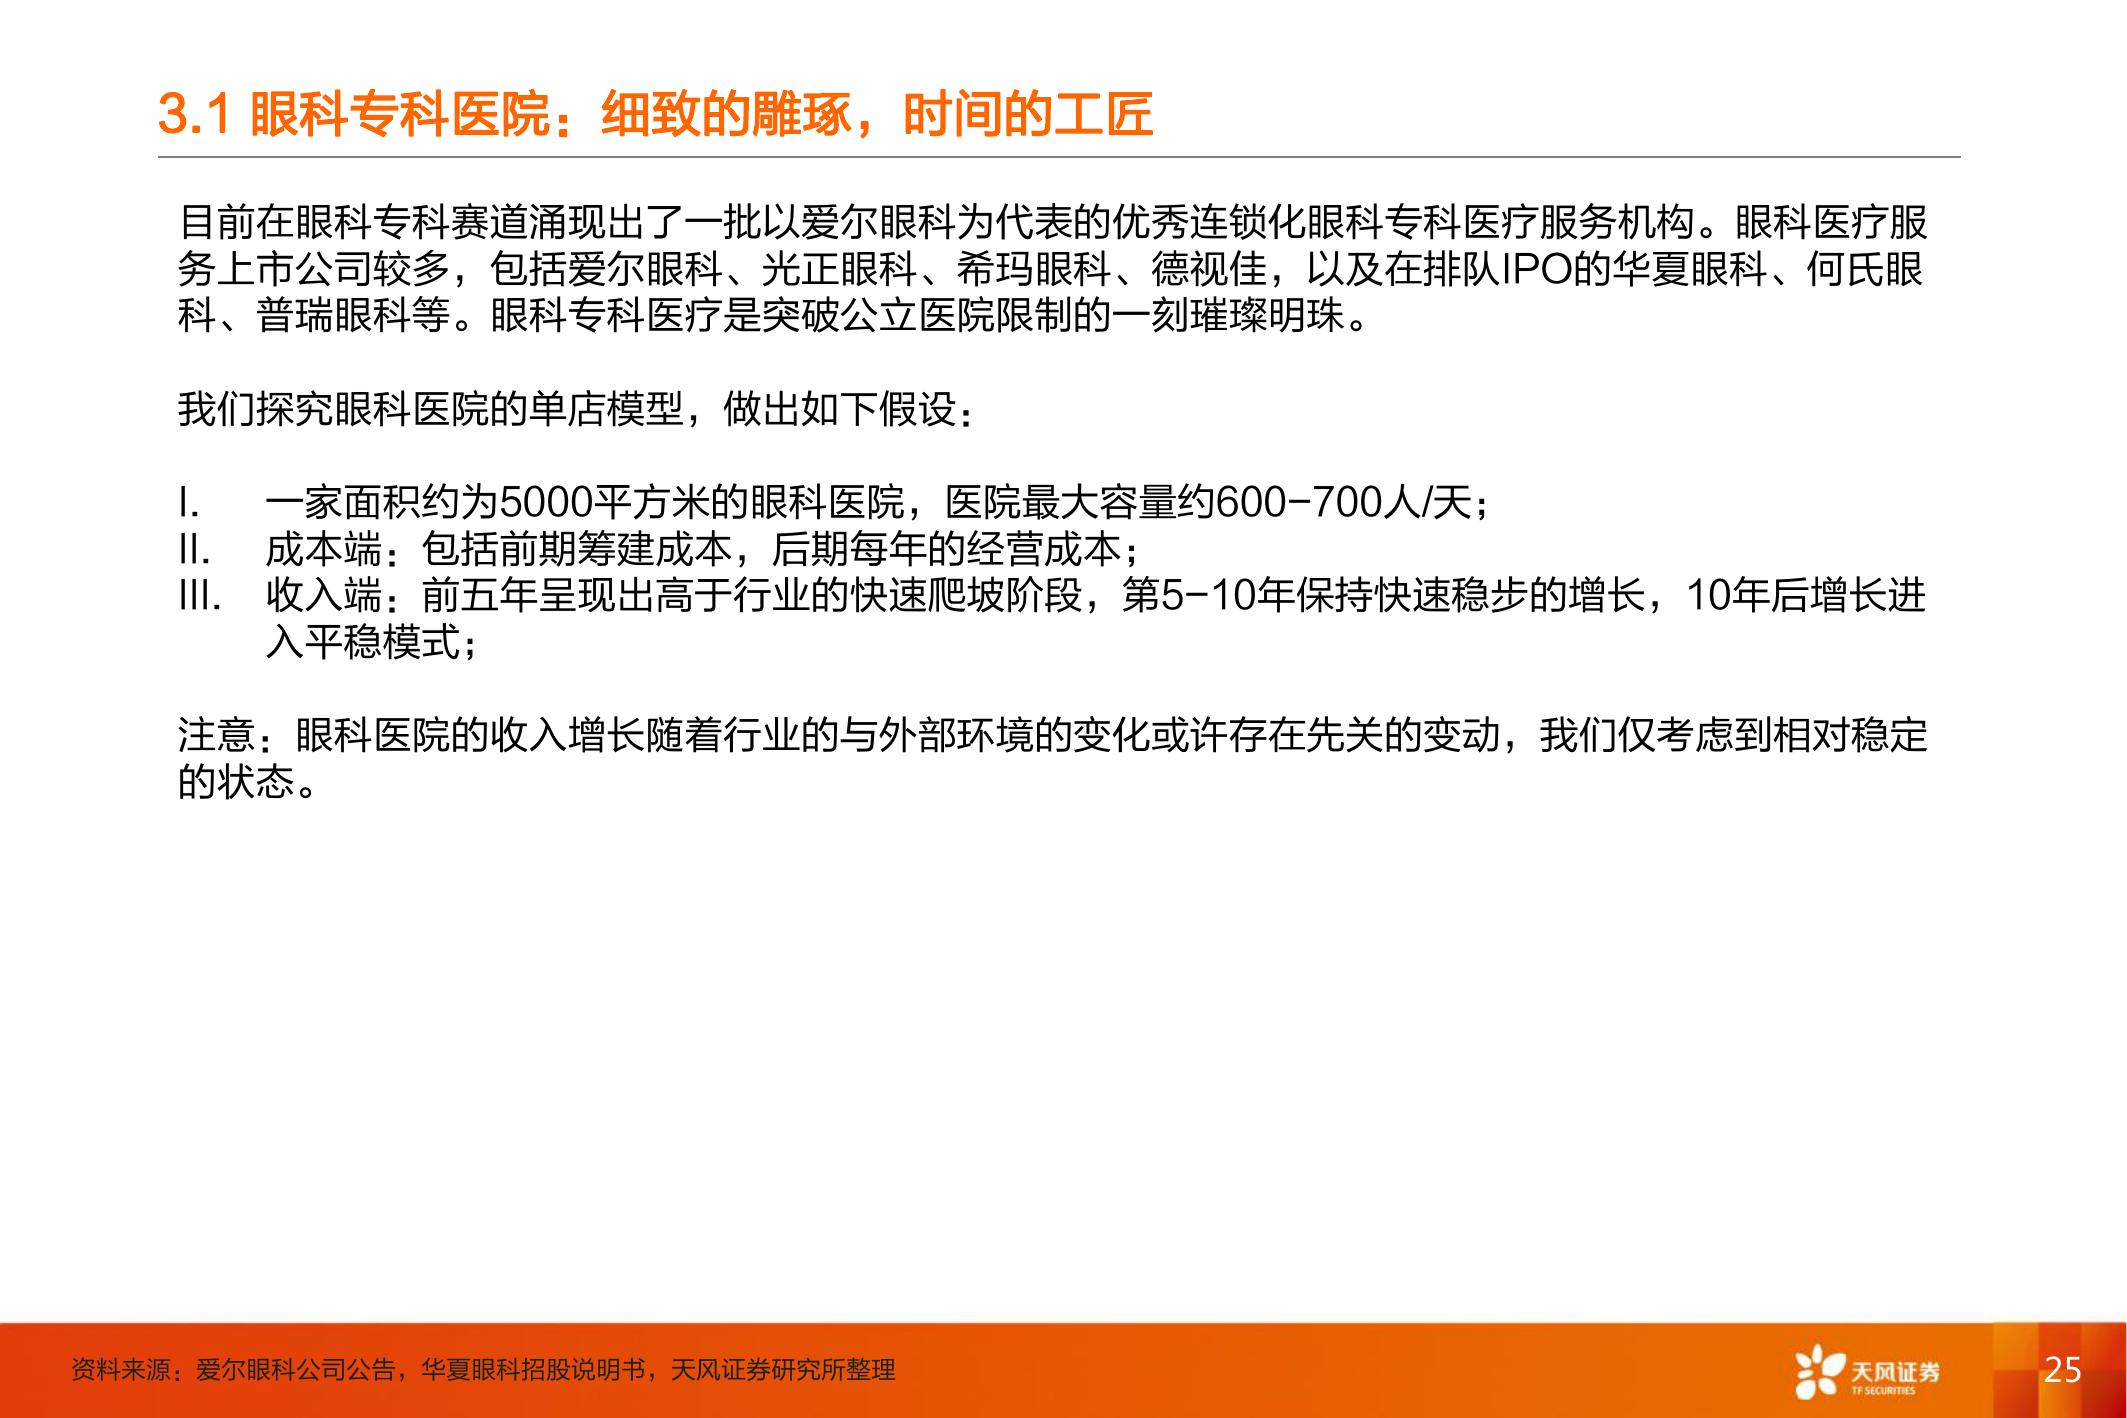 3.1 眼科专科医院：细致的雕琢，时间的工匠
目前在眼科专科赛道涌现出了一批以爱尔眼科为代表的优秀连锁化眼科专科医疗服务机构。眼科医疗服
务上市公司较多，包括爱尔眼科、光正眼科、希玛眼科、德视佳，以及在排队IPO的华夏眼科、何氏眼
科、普瑞眼科等。眼科专科医疗是突破公立医院限制的一刻璀璨明珠。
我们探究眼科医院的单店模型，做出如下假设：
I. 一家面积约为5000平方米的眼科医院，医院最大容量约600-700人/天；
II. 成本端：包括前期筹建成本，后期每年的经营成本；
III. 收入端：前五年呈现出高于行业的快速爬坡阶段，第5-10年保持快速稳步的增长，10年后增长进
入平稳模式；
注意：眼科医院的收入增长随着行业的与外部环境的变化或许存在先关的变动，我们仅考虑到相对稳定
的状态。
资料来源：爱尔眼科公司公告，华夏眼科招股说明书，天风证券研究所整理
天风证券
TF SECURITIES
25